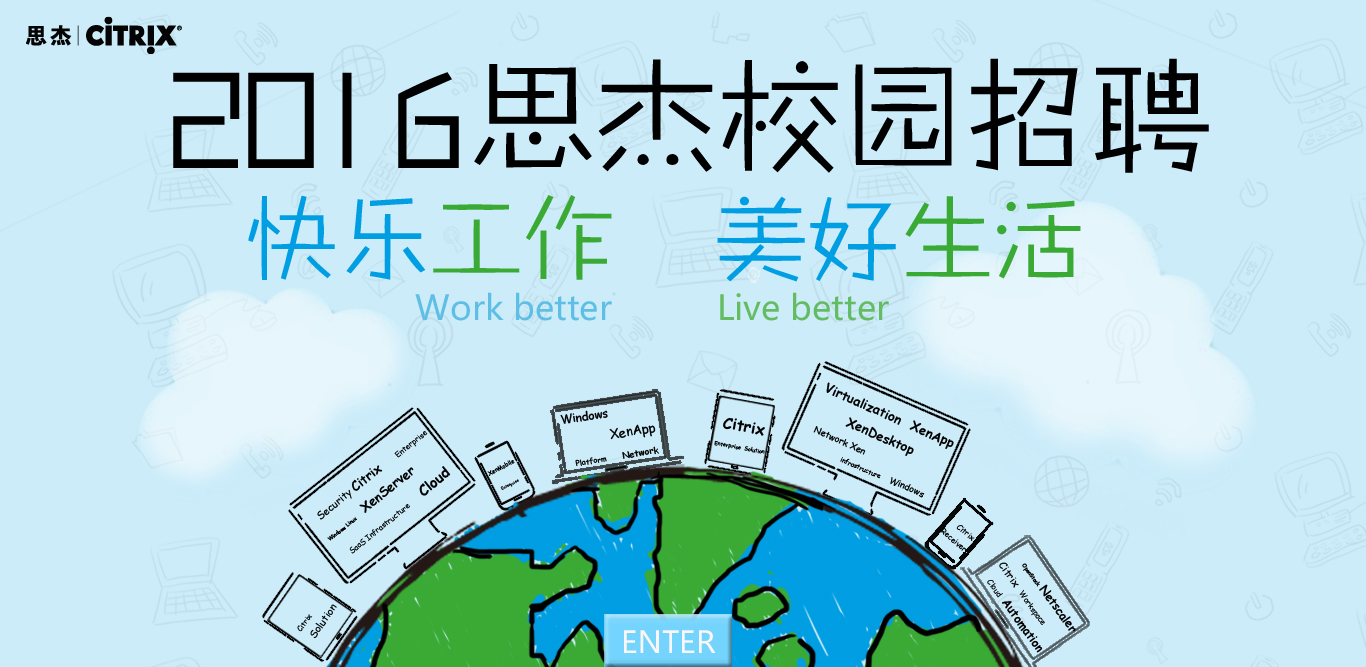 思杰 | CİTRIX®
2016思杰校园招聘
快乐工作 美好生活
Work better Live better
Security Citrix Enterprise
Windows Linux XenServer Cloud
SaaS Infrastructure
XenMobile
Enterprise
Windows
XenApp
Platform Network
Citrix
Enterprise Solution
Virtualization XenApp
XenDesktop
Network Xen
Infrastructure Windows
Citrix
Receiver
Citrix
Solution
OpenStack Netscaler
Citrix Workspace
Cloud Automation
ENTER